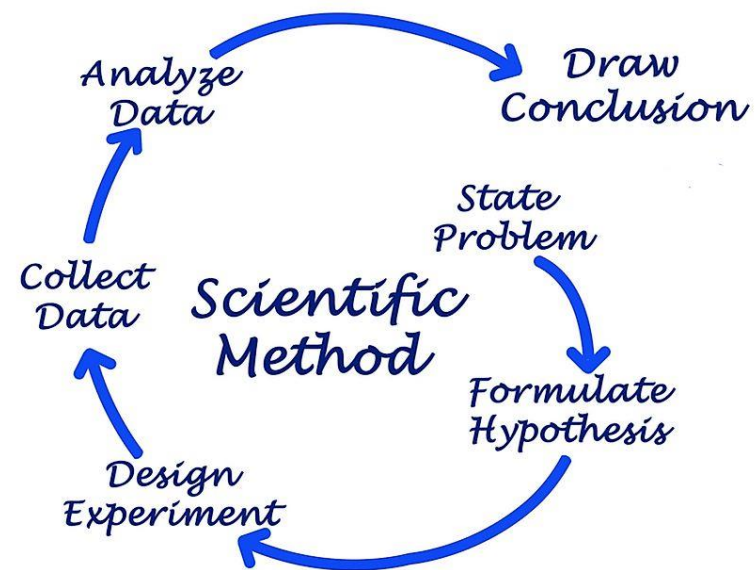 Analyze
Data
Draw
Conclusion
State
Problem
Collect
Data
Scientific
Method
Formulate
Hypothesis
Design
Experiment